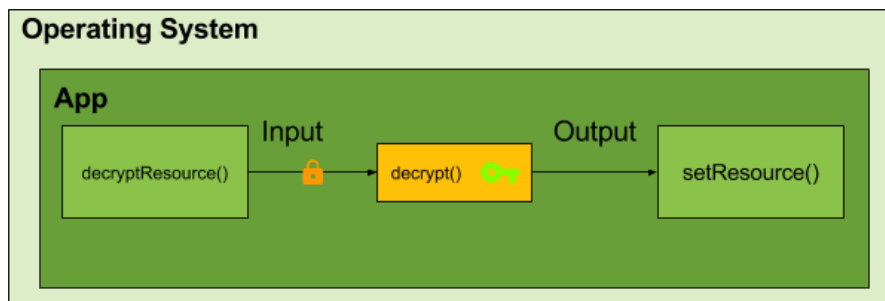 Operating System
App
Input
Output
decryptResource()
decrypt()
setResource()